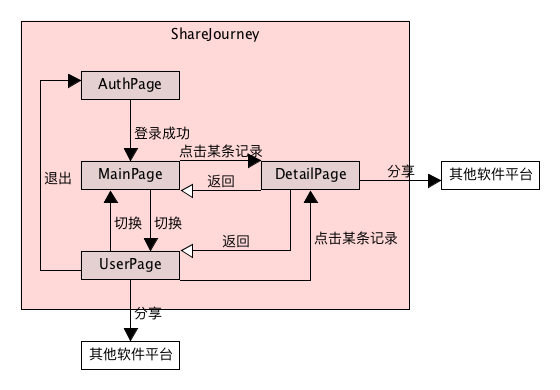 ShareJourney
AuthPage
登录成功
点击某条记录
MainPage
返回
DetailPage
分享
其他软件平台
退出
切换
切换
返回
点击某条记录
UserPage
分享
其他软件平台